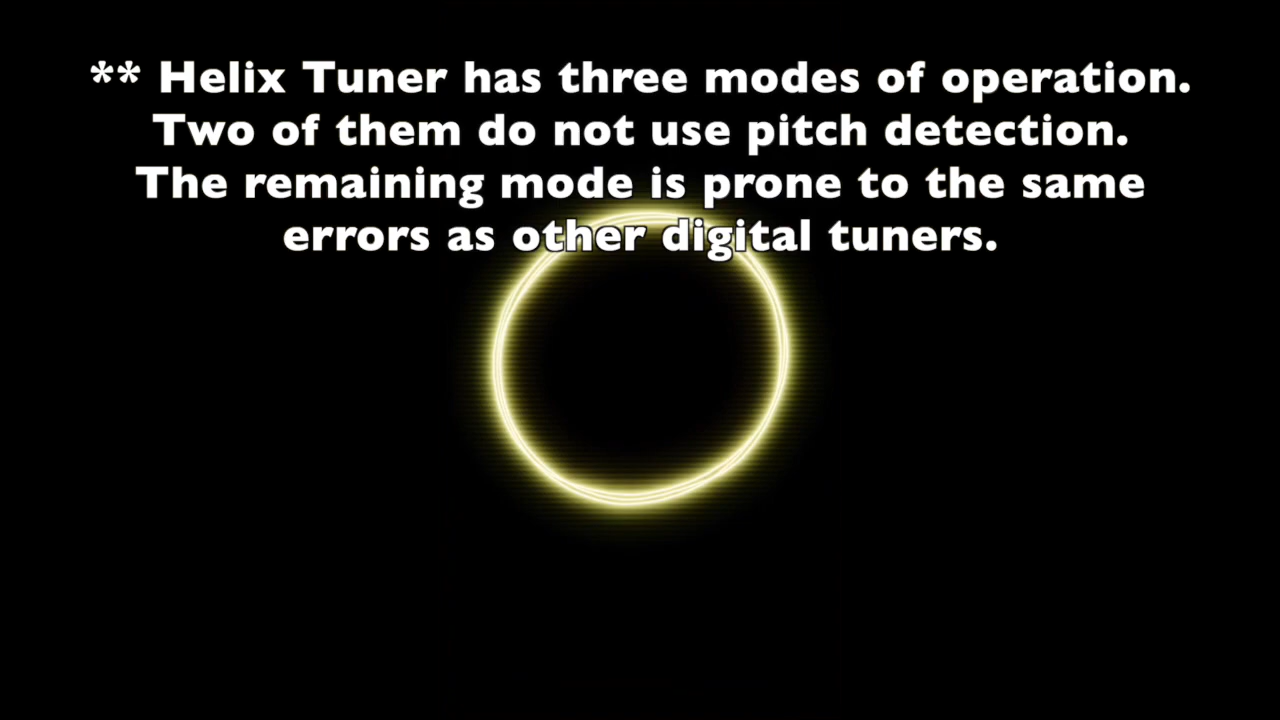 ** Helix Tuner has three modes of operation.
Two of them do not use pitch detection.
The remaining mode is prone to the same
errors as other digital tuners.